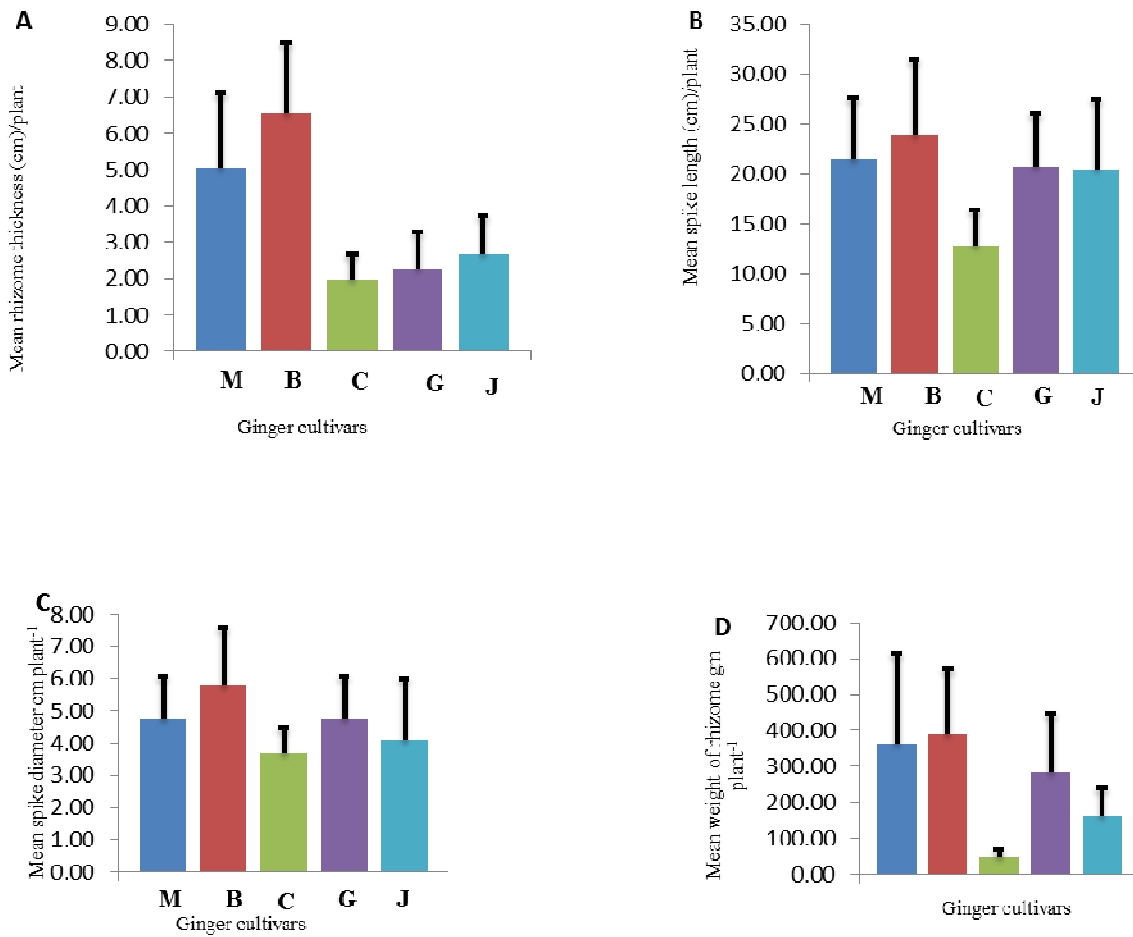 A
9.00
8.00
7.00
6.00
5.00
4.00
3.00
2.00
1.00
0.00
Mean rhizome thickness (cm)/plant
M B C G J
Ginger cultivars
B
35.00
30.00
25.00
20.00
15.00
10.00
5.00
0.00
Mean spike length (cm)/plant
M B C G J
Ginger cultivars
C
8.00
7.00
6.00
5.00
4.00
3.00
2.00
1.00
0.00
Mean spike diameter cm plant⁻¹
M B C G J
Ginger cultivars
D
700.00
600.00
500.00
400.00
300.00
200.00
100.00
0.00
Mean weight of rhizome gm
plant⁻¹
Ginger cultivars